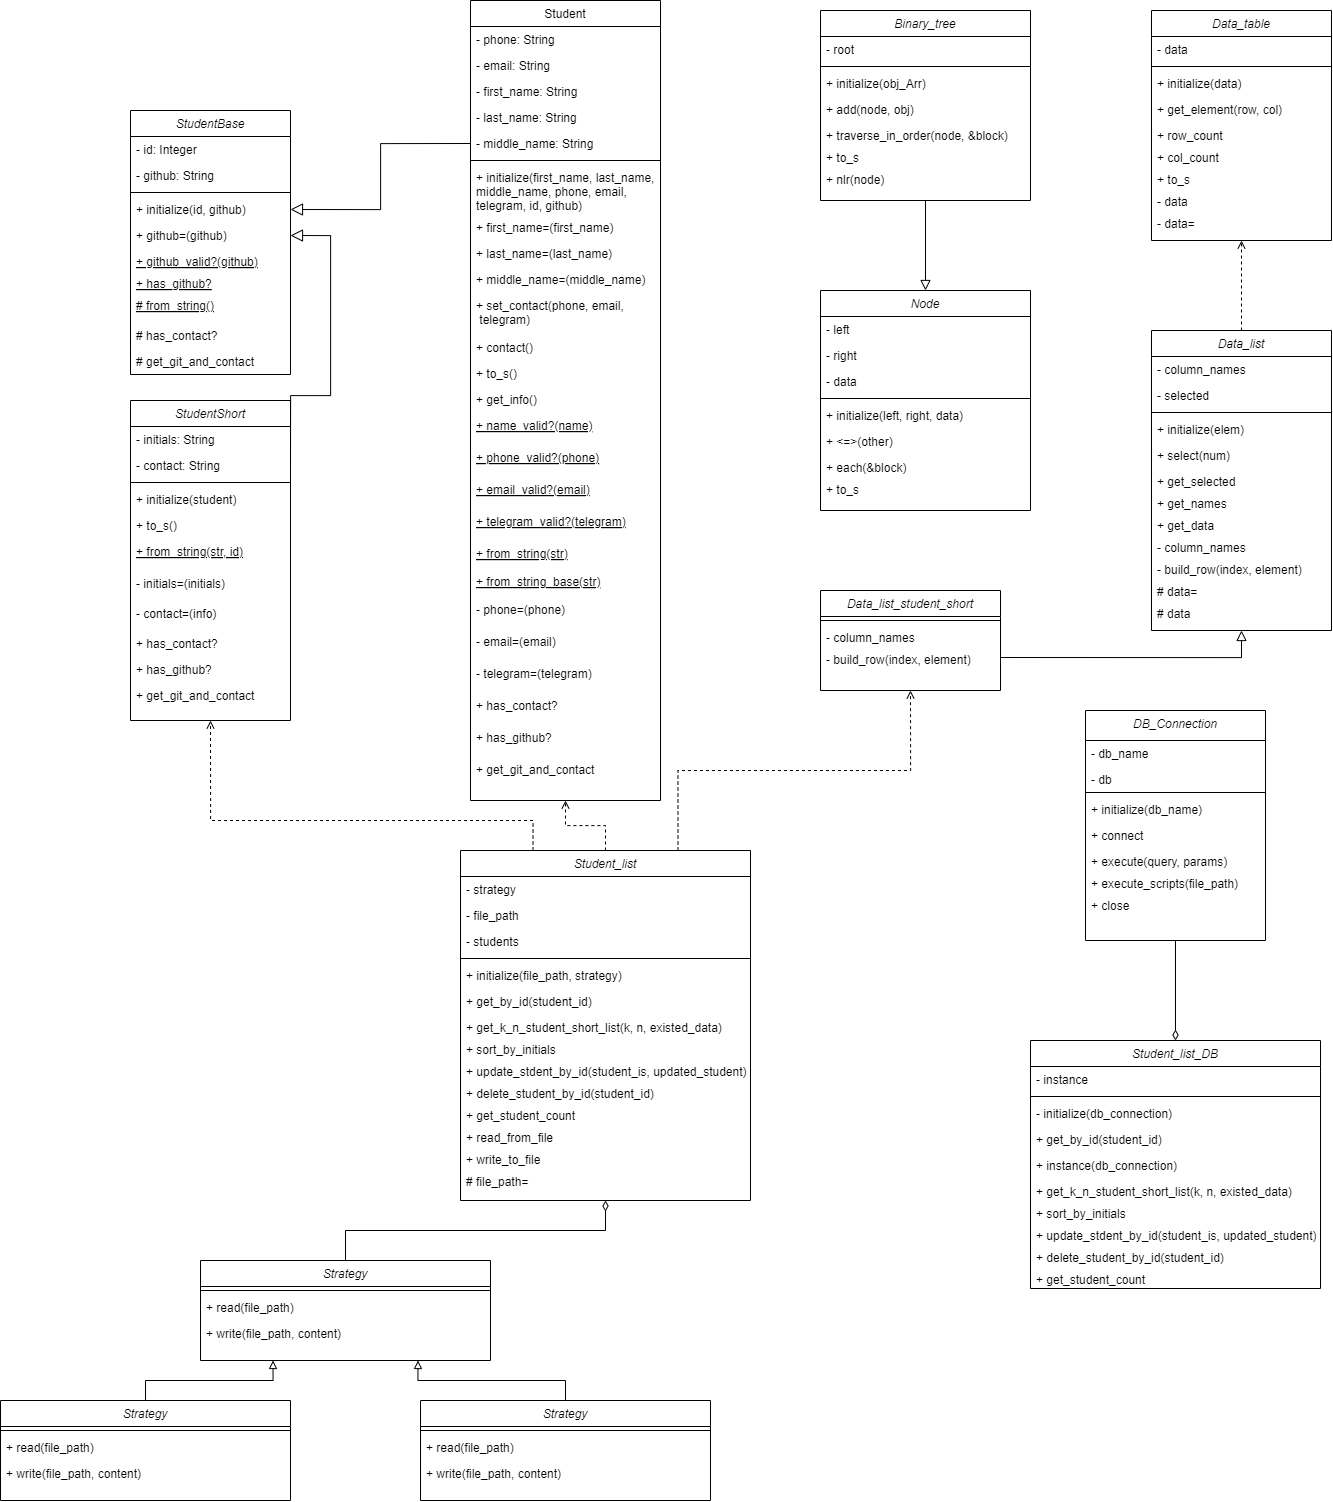 Student
- phone: String
- email: String
- first_name: String
- last_name: String
- middle_name: String
+ initialize(first_name, last_name,
middle_name, phone, email,
telegram, id, github)
+ first_name=(first_name)
+ last_name=(last_name)
+ middle_name=(middle_name)
+ set_contact(phone, email,
telegram)
+ contact()
+ to_s()
+ get_info()
+ name_valid?(name)
+ phone_valid?(phone)
+ email_valid?(email)
+ telegram_valid?(telegram)
+ from_string(str)
+ from_string_base(str)
- phone=(phone)
- email=(email)
- telegram=(telegram)
+ has_contact?
+ has_github?
+ get_git_and_contact
StudentBase
- id: Integer
- github: String
+ initialize(id, github)
+ github=(github)
+ github_valid?(github)
+ has_github?
# from_string()
# has_contact?
# get_git_and_contact
StudentShort
- initials: String
- contact: String
+ initialize(student)
+ to_s()
+ from_string(str, id)
- initials=(initials)
- contact=(info)
+ has_contact?
+ has_github?
+ get_git_and_contact
Binary_tree
- root
+ initialize(obj_Arr)
+ add(node, obj)
+ traverse_in_order(node, &block)
+ to_s
+ nlr(node)
Node
- left
- right
- data
+ initialize(left, right, data)
+ <=>(other)
+ each(&block)
+ to_s
Data_table
- data
+ initialize(data)
+ get_element(row, col)
+ row_count
+ col_count
+ to_s
- data
- data=
Data_list
- column_names
- selected
+ initialize(elem)
+ select(num)
+ get_selected
+ get_names
+ get_data
- column_names
- build_row(index, element)
# data=
# data
Data_list_student_short
- column_names
- build_row(index, element)
DB_Connection
- db_name
- db
+ initialize(db_name)
+ connect
+ execute(query, params)
+ execute_scripts(file_path)
+ close
Student_list
- strategy
- file_path
- students
+ initialize(file_path, strategy)
+ get_by_id(student_id)
+ get_k_n_student_short_list(k, n, existed_data)
+ sort_by_initials
+ update_stdent_by_id(student_is, updated_student)
+ delete_student_by_id(student_id)
+ get_student_count
+ read_from_file
+ write_to_file
# file_path=
Student_list_DB
- instance
- initialize(db_connection)
+ get_by_id(student_id)
+ instance(db_connection)
+ get_k_n_student_short_list(k, n, existed_data)
+ sort_by_initials
+ update_stdent_by_id(student_is, updated_student)
+ delete_student_by_id(student_id)
+ get_student_count
Strategy
+ read(file_path)
+ write(file_path, content)
Strategy
+ read(file_path)
+ write(file_path, content)
Strategy
+ read(file_path)
+ write(file_path, content)